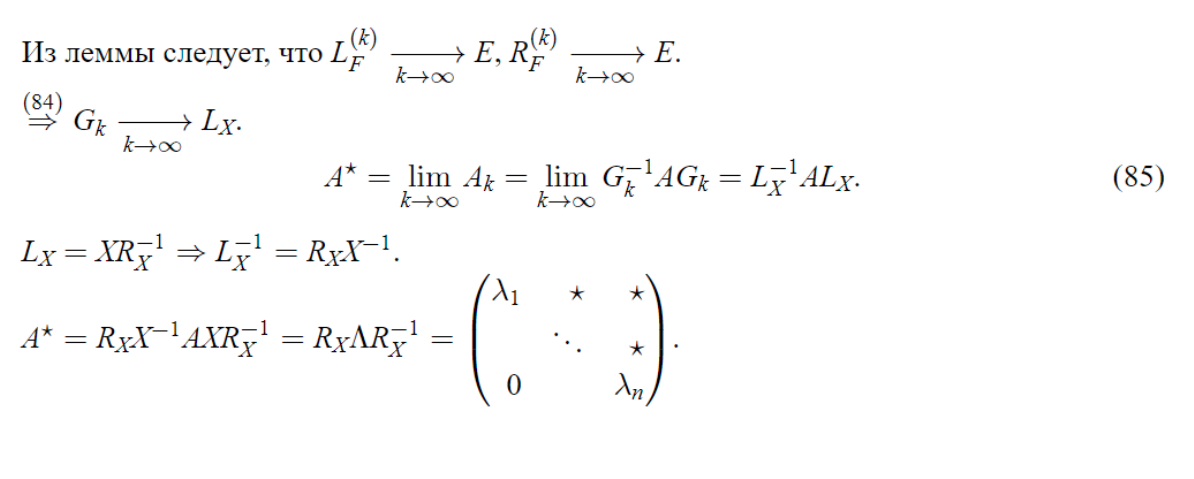 Из леммы следует, что $L_F^{(k)} \xrightarrow[k\to\infty]{} E, R_F^{(k)} \xrightarrow[k\to\infty]{} E.$
$\overset{(84)}{\Rightarrow} G_k \xrightarrow[k\to\infty]{} L_X.$
$A^\star = \lim_{k\to\infty} A_k = \lim_{k\to\infty} G_k^{-1} A G_k = L_X^{-1} A L_X.$ (85)
$L_X = X R_X^{-1} \Rightarrow L_X^{-1} = R_X X^{-1}.$
$A^\star = R_X X^{-1} A X R_X^{-1} = R_X \Lambda R_X^{-1} = \begin{pmatrix} \lambda_1 & \star & \star \\ & \ddots & \star \\ 0 & & \lambda_n \end{pmatrix}.$